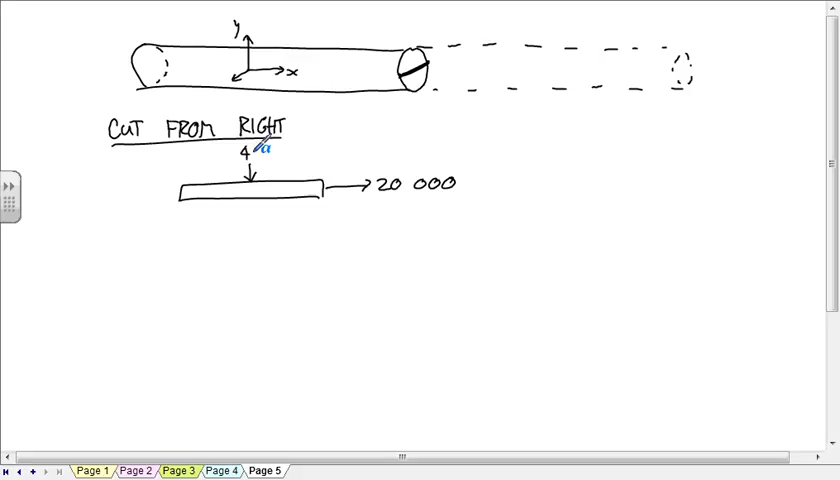 y
x
CUT FROM RIGHT
4
20 000
Page 1 Page 2 Page 3 Page 4 Page 5